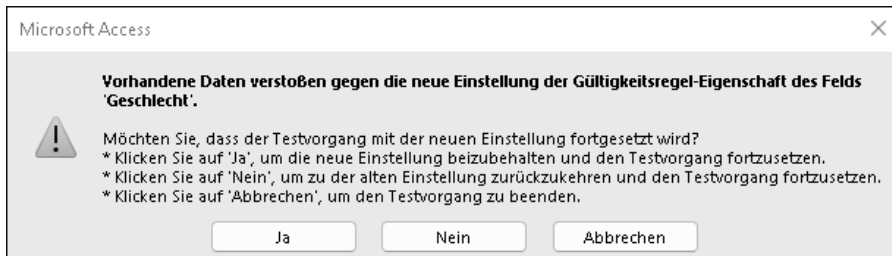 Microsoft Access
Vorhandene Daten verstoßen gegen die neue Einstellung der Gültigkeitsregel-Eigenschaft des Felds
'Geschlecht'.
Möchten Sie, dass der Testvorgang mit der neuen Einstellung fortgesetzt wird?
* Klicken Sie auf 'Ja', um die neue Einstellung beizubehalten und den Testvorgang fortzusetzen.
* Klicken Sie auf 'Nein', um zu der alten Einstellung zurückzukehren und den Testvorgang fortzusetzen.
* Klicken Sie auf 'Abbrechen', um den Testvorgang zu beenden.
Ja Nein Abbrechen